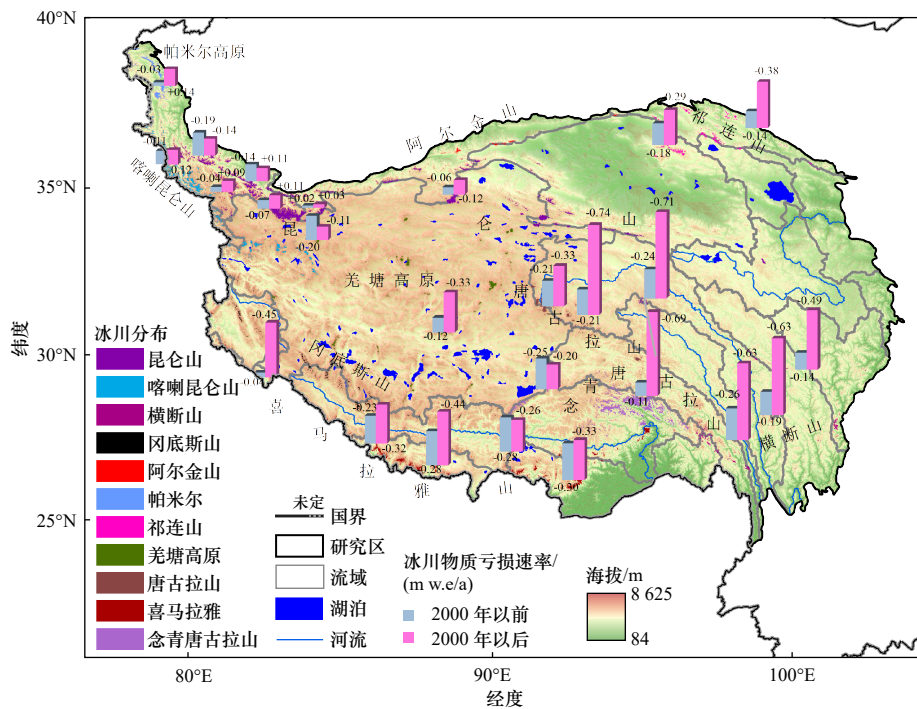 40°N
35°N
30°N
25°N
纬度
80°E
90°E
100°E
经度
帕米尔高原
-0.03
+0.14
-0.19
-0.14
-0.12
喀喇昆仑山
-0.14
+0.11
-0.04
+0.09
-0.07
+0.11
-0.02
+0.03
-0.20
-0.11
昆
仑
山
阿尔金山
-0.06
-0.12
0.29
-0.18
-0.38
-0.14
祁连山
羌塘高原
-0.33
-0.12
-0.21
-0.33
-0.74
-0.21
-0.71
-0.24
唐
古
拉
山
-0.45
冈底斯山
-0.20
-0.69
-0.11
念
青
唐
古
拉
山
-0.49
-0.14
-0.63
-0.19
-0.63
-0.26
横断山
喜
马
拉
雅
山
-0.23
-0.32
-0.44
-0.28
-0.26
-0.28
-0.33
-0.30
冰川分布
昆仑山
喀喇昆仑山
横断山
冈底斯山
阿尔金山
帕米尔
祁连山
羌塘高原
唐古拉山
喜马拉雅
念青唐古拉山
未定
国界
研究区
流域
湖泊
河流
冰川物质亏损速率/
(m w.e/a)
2000 年以前
2000 年以后
海拔/m
8 625
84